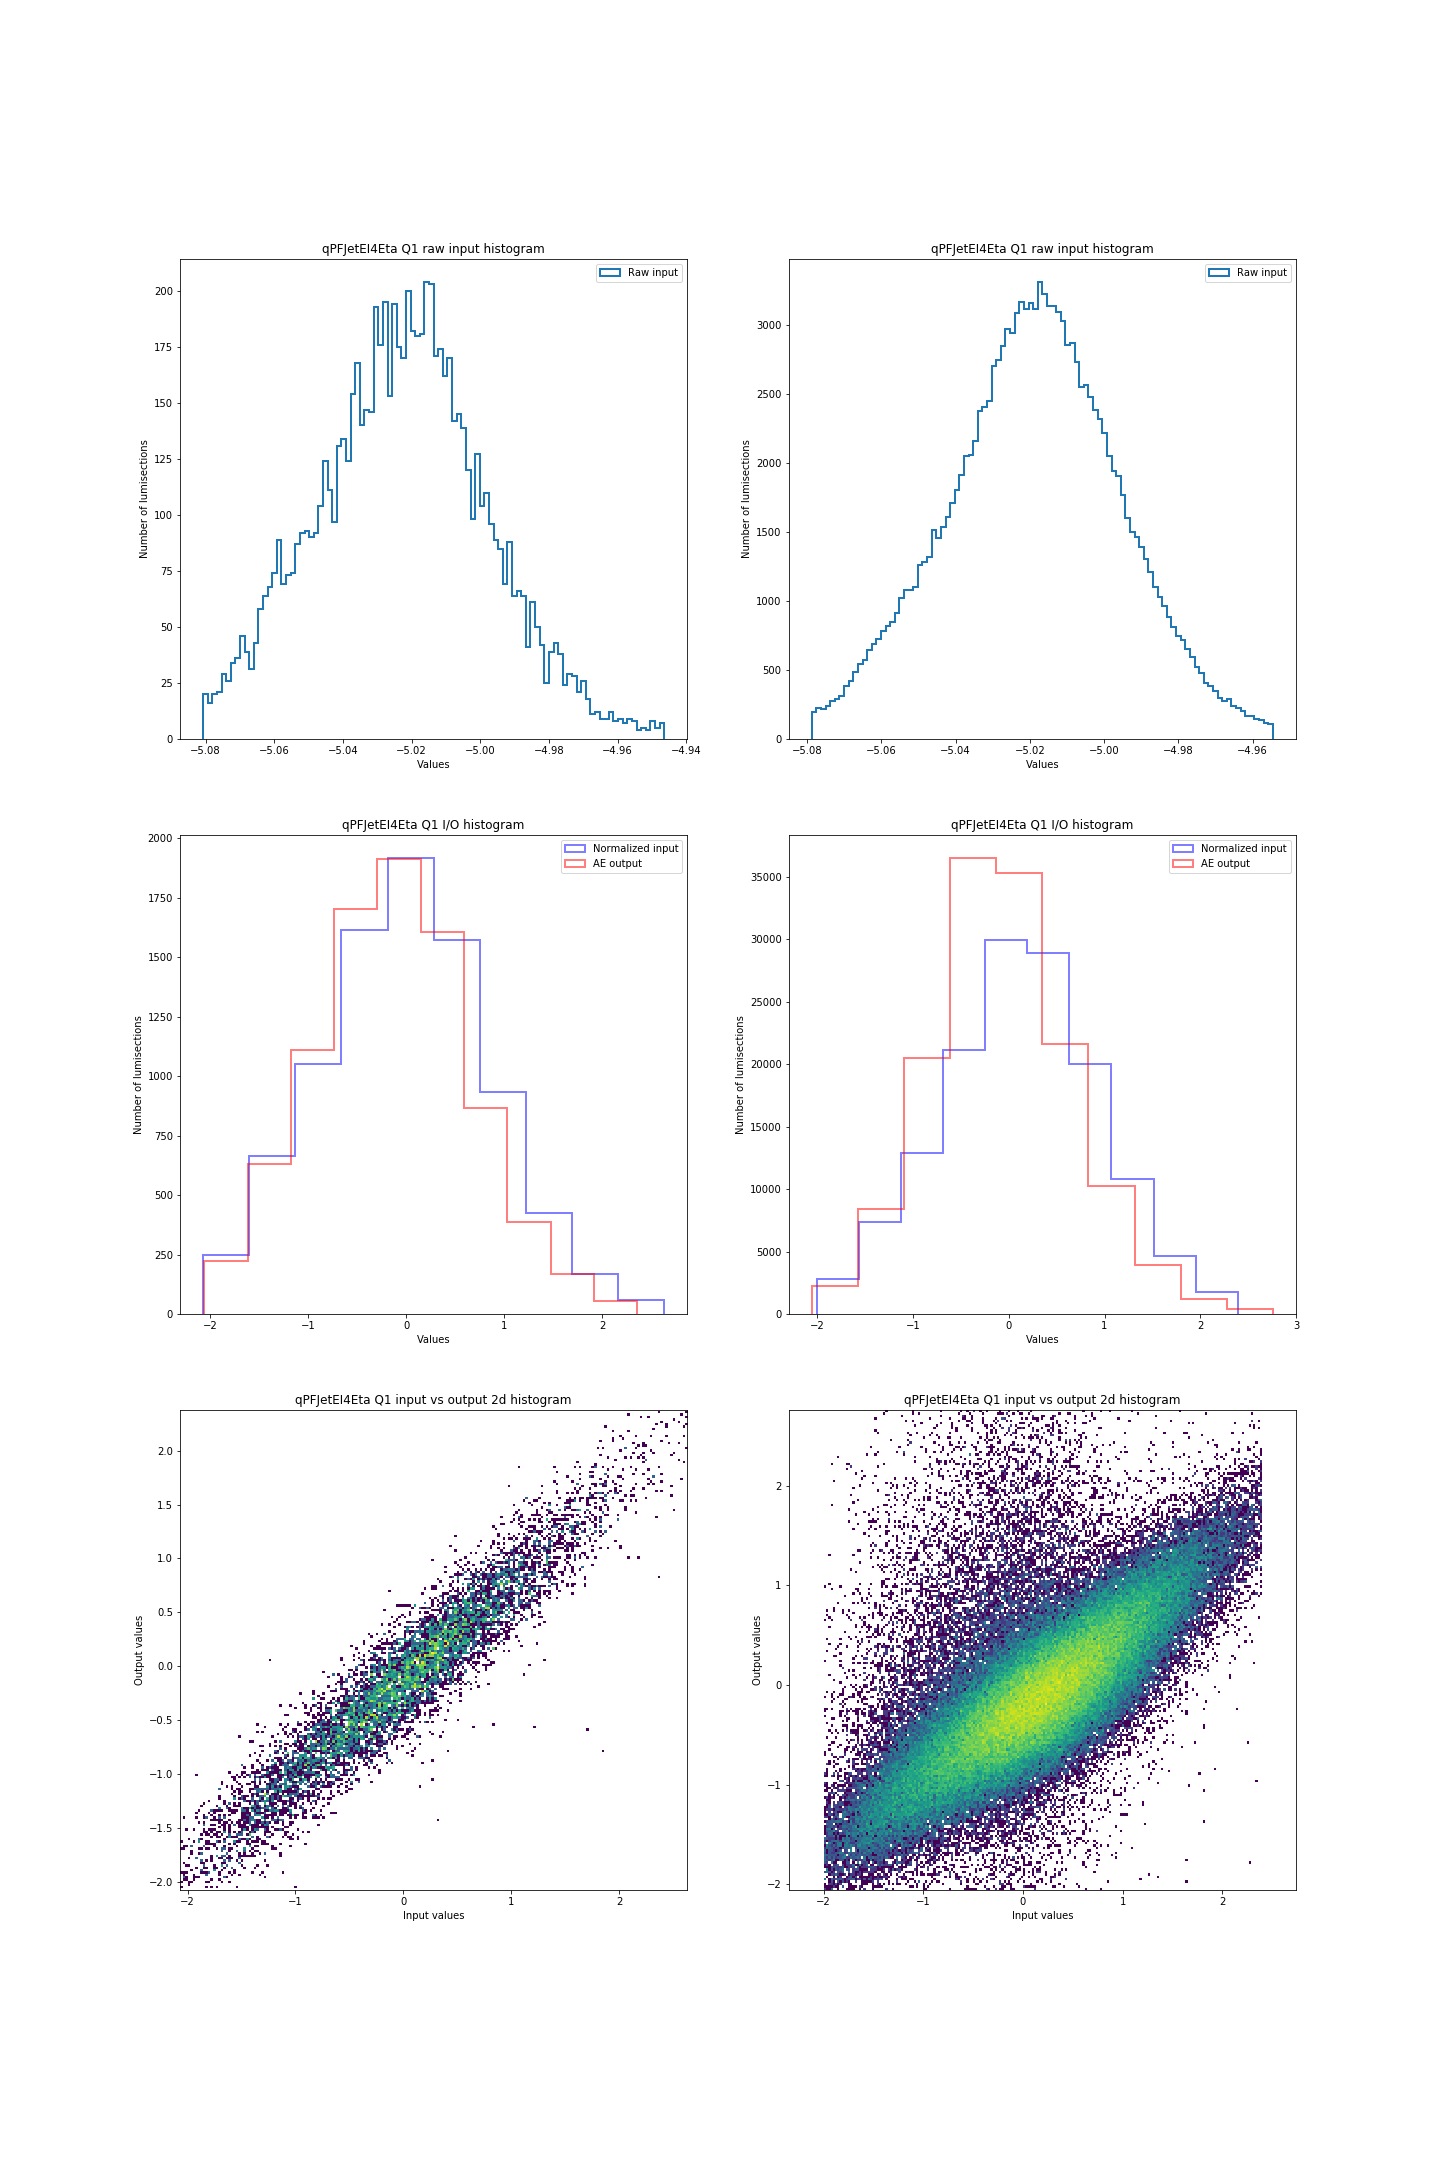 qPFJetEI4Eta Q1 raw input histogram
Raw input
Number of lumisections
200
175
150
125
100
75
50
25
0
−5.08 −5.06 −5.04 −5.02 −5.00 −4.98 −4.96 −4.94
Values
qPFJetEI4Eta Q1 raw input histogram
Raw input
Number of lumisections
3000
2500
2000
1500
1000
500
0
−5.08 −5.06 −5.04 −5.02 −5.00 −4.98 −4.96
Values
qPFJetEI4Eta Q1 I/O histogram
Normalized input
AE output
Number of lumisections
2000
1750
1500
1250
1000
750
500
250
0
−2 −1 0 1 2
Values
qPFJetEI4Eta Q1 I/O histogram
Normalized input
AE output
Number of lumisections
35000
30000
25000
20000
15000
10000
5000
0
−2 −1 0 1 2 3
Values
qPFJetEI4Eta Q1 input vs output 2d histogram
Output values
2.0
1.5
1.0
0.5
0.0
−0.5
−1.0
−1.5
−2.0
−2 −1 0 1 2
Input values
qPFJetEI4Eta Q1 input vs output 2d histogram
Output values
2
1
0
−1
−2
−2 −1 0 1 2
Input values